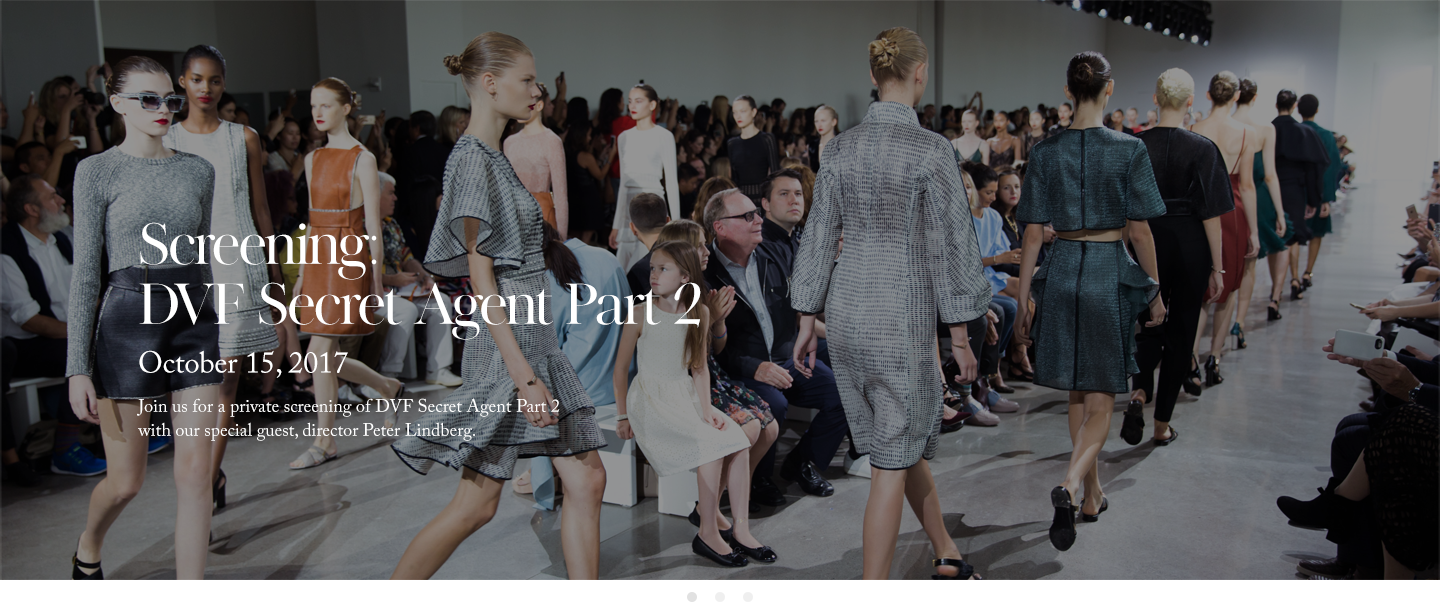 Screening:
DVF Secret Agent Part 2
October 15, 2017
Join us for a private screening of DVF Secret Agent Part 2
with our special guest, director Peter Lindberg.